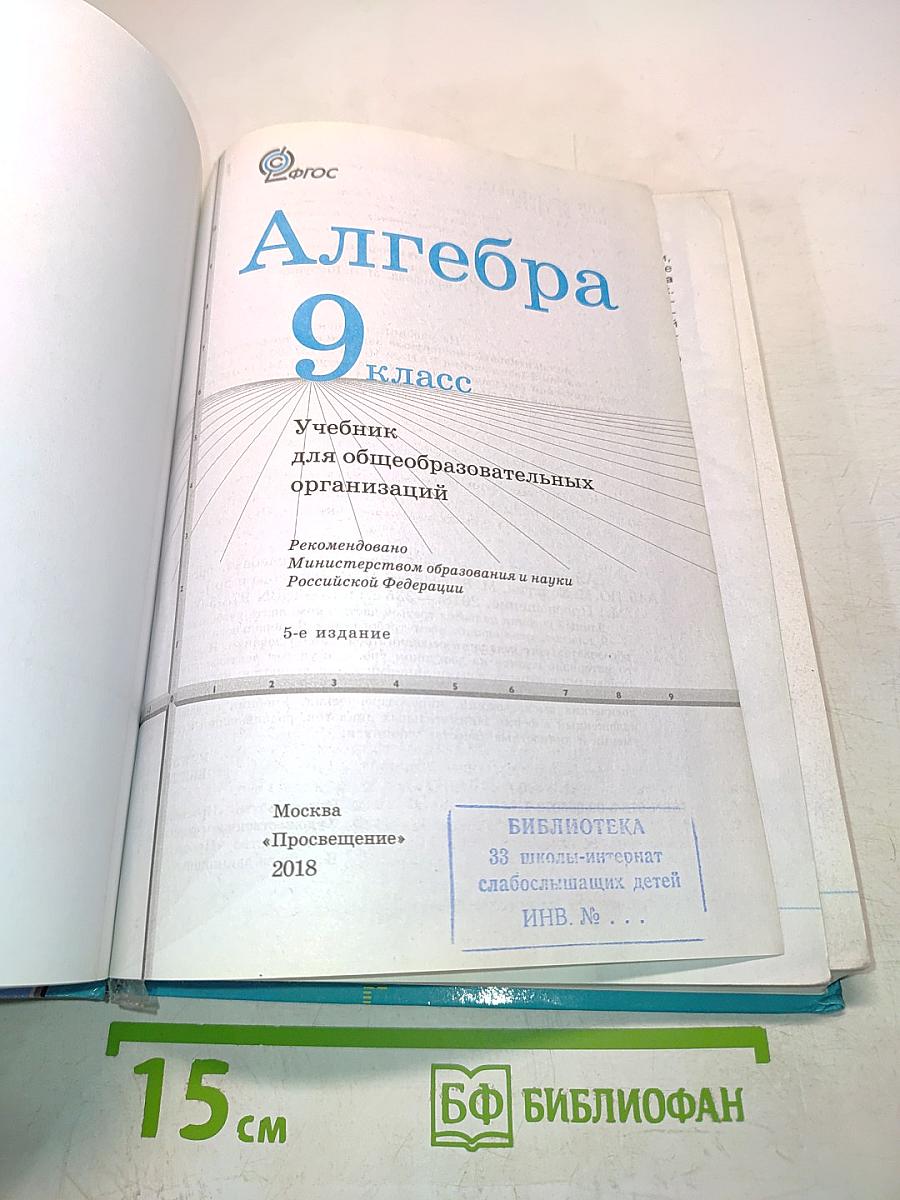 ФГОС
Алгебра
9 класс
Учебник
для общеобразовательных
организаций
Рекомендовано
Министерством образования и науки
Российской Федерации
5-е издание
0 1 2 3 4 5 6 7 8 9
Москва
«Просвещение»
2018
БИБЛИОТЕКА
33 школы-интернат
слабослышащих детей
ИНВ. № . . .
15 см
БФ БИБЛИОФАН